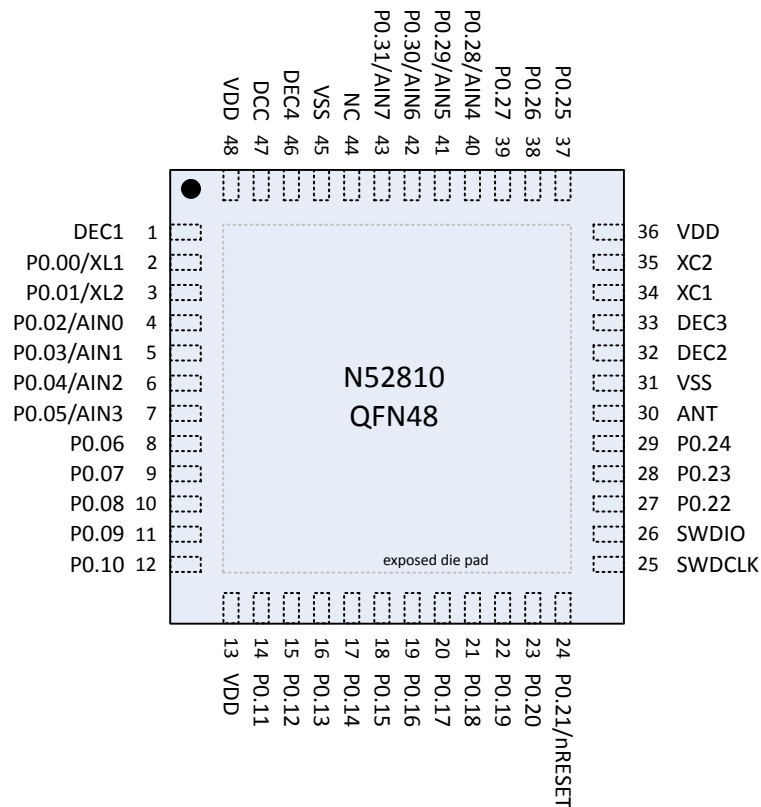 P0.25 37
P0.26 38
P0.27 39
P0.28/AIN4 40
P0.29/AIN5 41
P0.30/AIN6 42
P0.31/AIN7 43
NC 44
VSS 45
DEC4 46
DCC 47
VDD 48
DEC1 1
P0.00/XL1 2
P0.01/XL2 3
P0.02/AIN0 4
P0.03/AIN1 5
P0.04/AIN2 6
P0.05/AIN3 7
P0.06 8
P0.07 9
P0.08 10
P0.09 11
P0.10 12
N52810
QFN48
exposed die pad
36 VDD
35 XC2
34 XC1
33 DEC3
32 DEC2
31 VSS
30 ANT
29 P0.24
28 P0.23
27 P0.22
26 SWDIO
25 SWDCLK
24 P0.21/nRESET
23 P0.20
22 P0.19
21 P0.18
20 P0.17
19 P0.16
18 P0.15
17 P0.14
16 P0.13
15 P0.12
14 P0.11
13 VDD